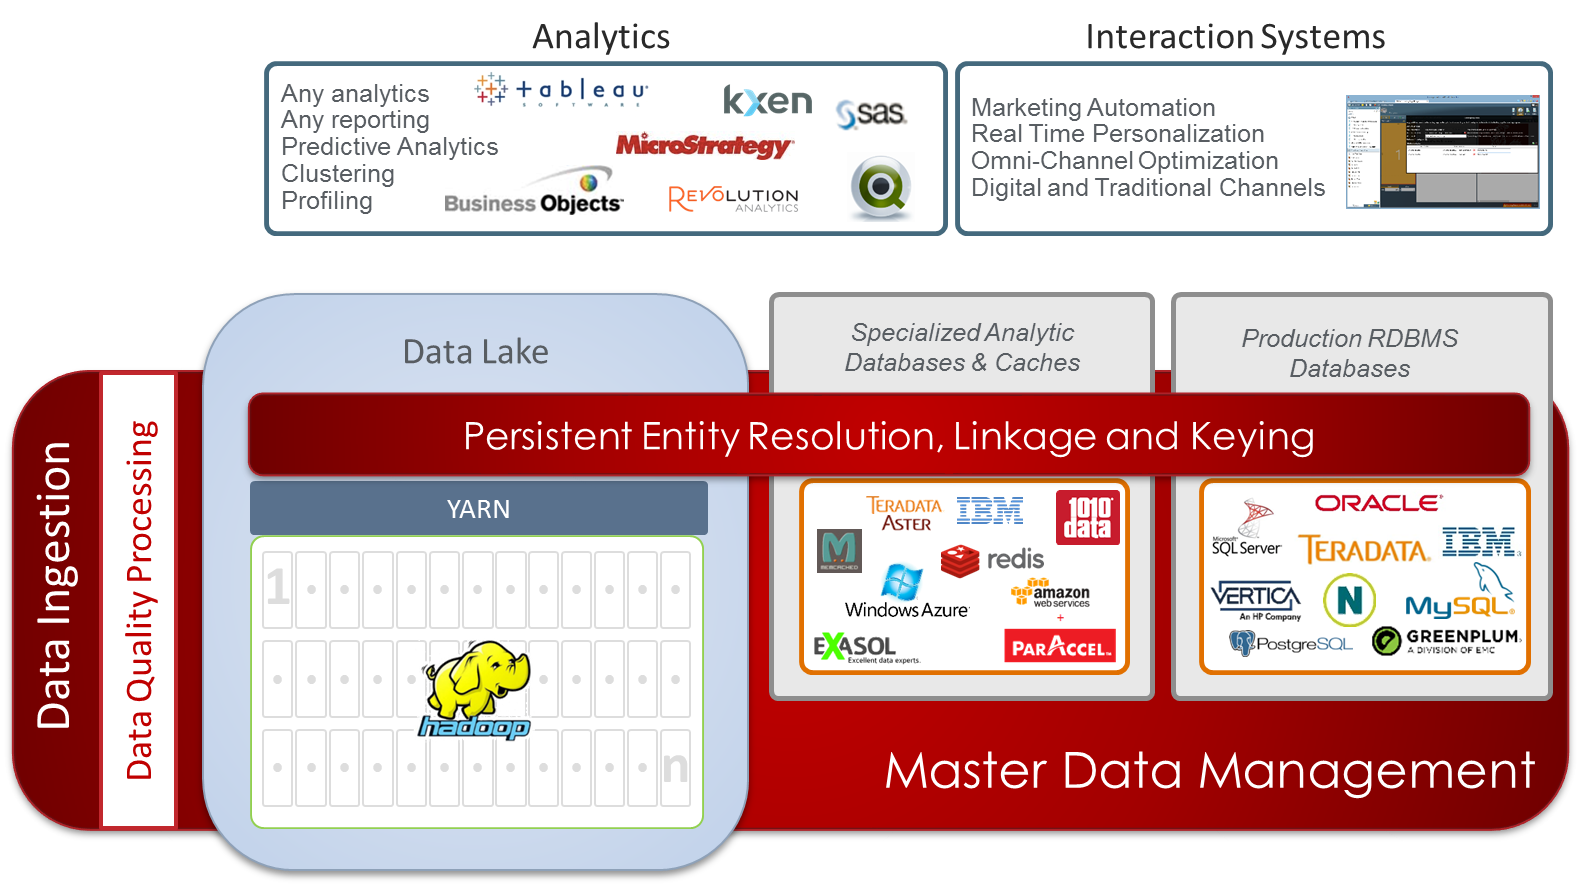 Analytics
Interaction Systems
Any analytics
Any reporting
Predictive Analytics
Clustering
Profiling
+ableau
SOFTWARE
kxen
sas
MicroStrategy
Business Objects
REVOLUTION
ANALYTICS
Marketing Automation
Real Time Personalization
Omni-Channel Optimization
Digital and Traditional Channels
Data Ingestion
Data Quality Processing
Data Lake
Specialized Analytic
Databases & Caches
Production RDBMS
Databases
Persistent Entity Resolution, Linkage and Keying
YARN
1
hadoop
n
TERADATA
ASTER
IBM
1010
data
MEMCACHED
redis
Windows Azure
amazon
web services
+
EXASOL
Excellent data experts.
PARACCEL
Microsoft
SQL Server
ORACLE
TERADATA
IBM
VERTICA
An HP Company
N
MySQL
PostgreSQL
GREENPLUM
A DIVISION OF EMC
Master Data Management